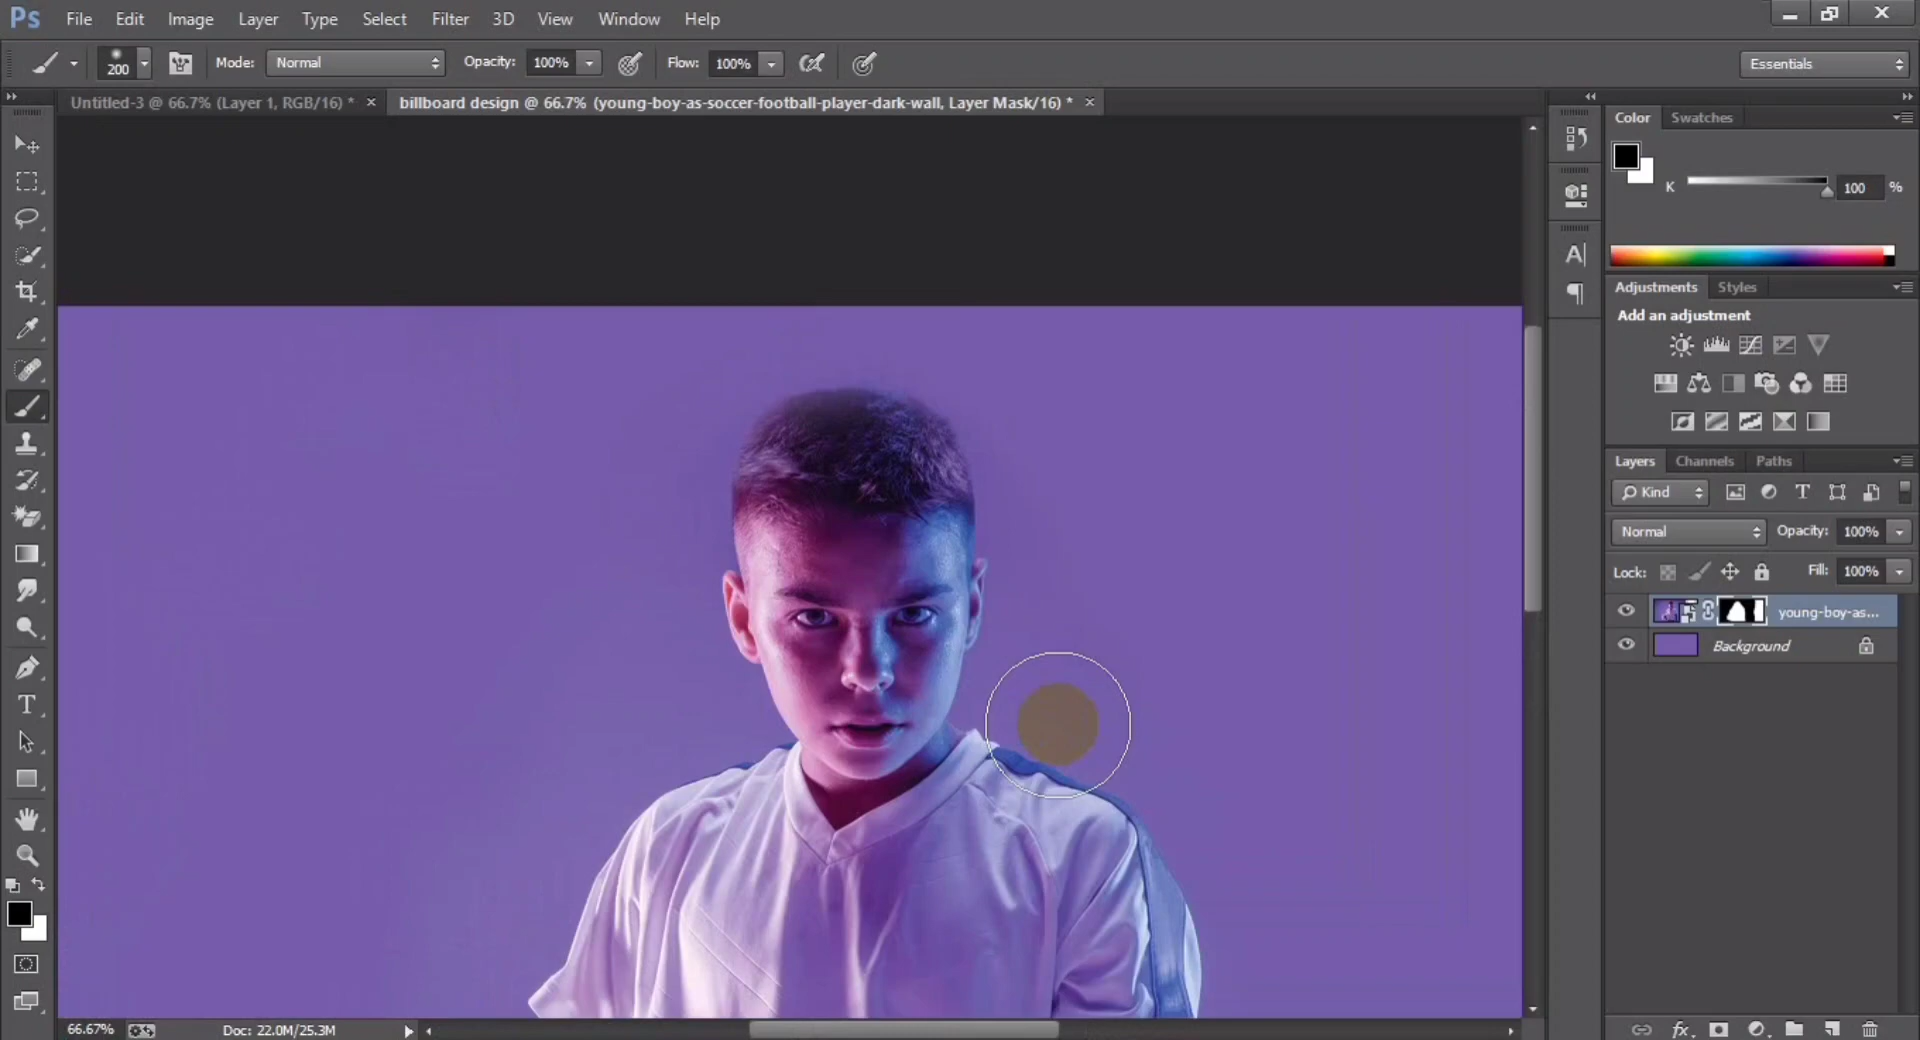 Ps File Edit Image Layer Type Select Filter 3D View Window Help
200 Mode: Normal Opacity: 100% Flow: 100% Essentials
Untitled-3 @ 66.7% (Layer 1, RGB/16) * × billboard design @ 66.7% (young-boy-as-soccer-football-player-dark-wall, Layer Mask/16) * ×
Color Swatches
K 100 %
Adjustments Styles
Add an adjustment
Layers Channels Paths
Kind
Normal Opacity: 100%
Lock: Fill: 100%
young-boy-as...
Background
66.67% Doc: 22.0M/25.3M